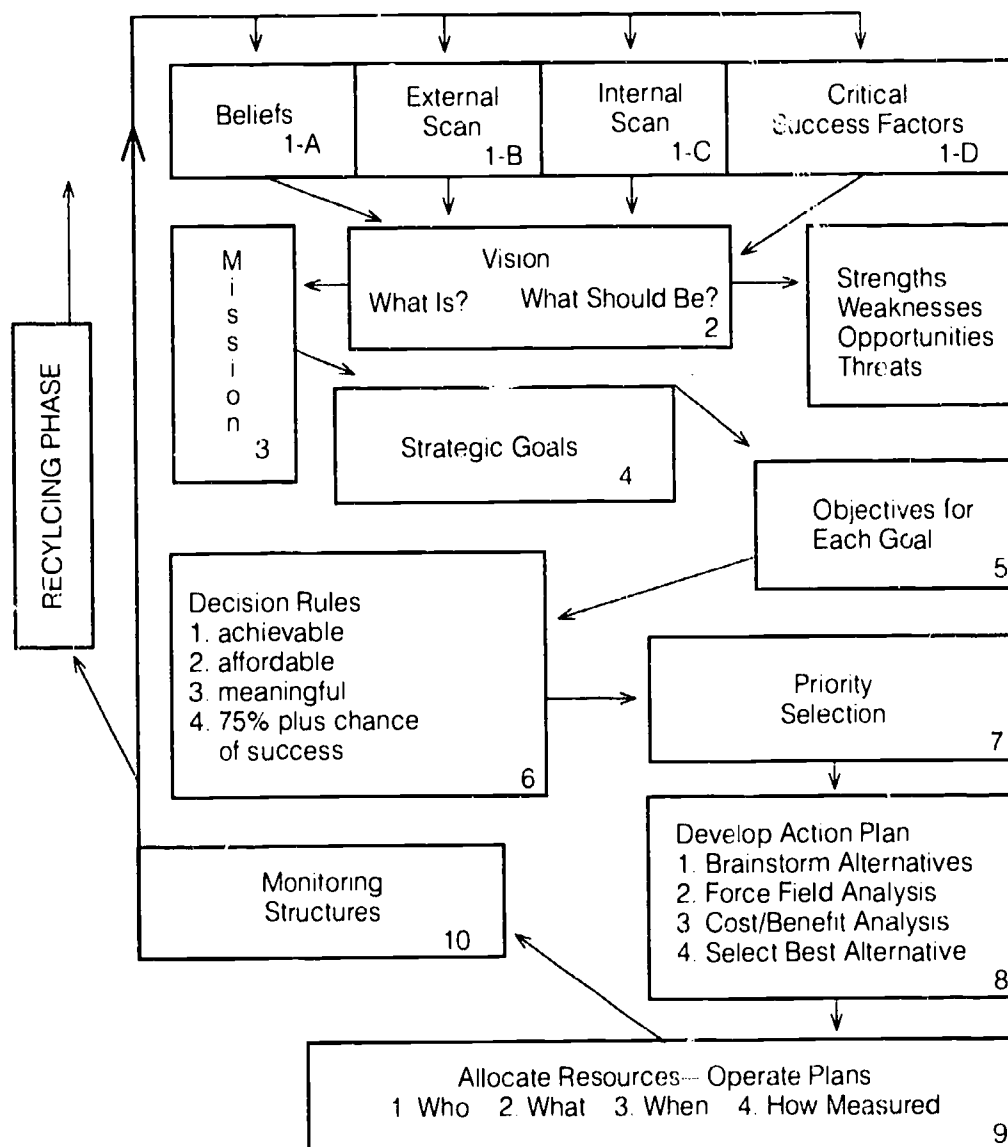 Beliefs
1-A
External
Scan
1-B
Internal
Scan
1-C
Critical
Success Factors
1-D
Mission
3
Vision
What Is? What Should Be?
2
Strengths
Weaknesses
Opportunities
Threats
Strategic Goals
4
Objectives for
Each Goal
5
RECYLCING PHASE
Decision Rules
1. achievable
2. affordable
3. meaningful
4. 75% plus chance
of success
6
Priority
Selection
7
Develop Action Plan
1. Brainstorm Alternatives
2. Force Field Analysis
3 Cost/Benefit Analysis
4. Select Best Alternative
8
Monitoring
Structures
10
Allocate Resources— Operate Plans
1 Who 2. What 3. When 4. How Measured
9